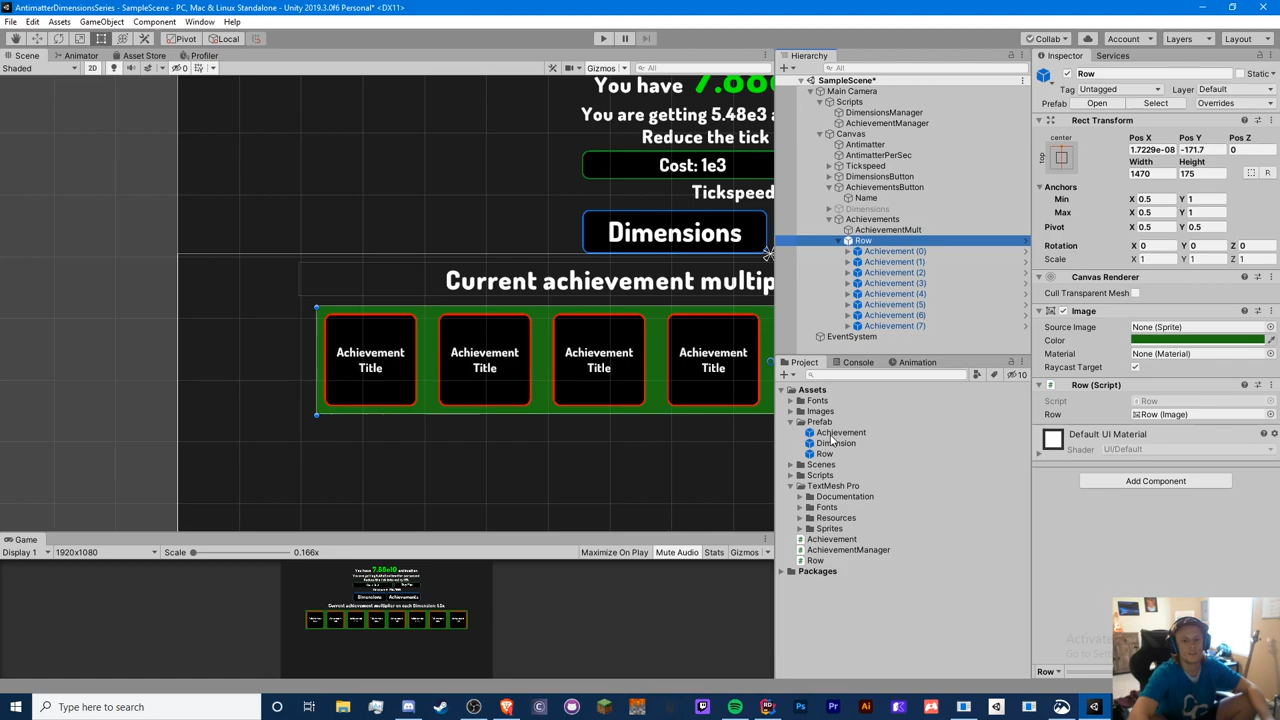 AntimatterDimensionsSeries - SampleScene - PC, Mac & Linux Standalone - Unity 2019.3.0f6 Personal* <DX11>
File Edit Assets GameObject Component Window Help
Pivot Local Collab Account Layers Layout
Scene Animator Asset Store Profiler
Shaded 2D 0 Gizmos All
You have 7.88e
You are getting 5.48e3 a
Reduce the tick
Cost: 1e3
Tickspeed
Dimensions
Current achievement multip
Achievement Title
Achievement Title
Achievement Title
Achievement Title
Game
Display 1 1920x1080 Scale 0.166x Maximize On Play Mute Audio Stats Gizmos
Dimensions Achievements
Hierarchy
All
SampleScene*
Main Camera
Scripts
DimensionsManager
AchievementManager
Canvas
Antimatter
AntimatterPerSec
Tickspeed
DimensionsButton
AchievementsButton
Name
Dimensions
Achievements
AchievementMult
Row
Achievement (0)
Achievement (1)
Achievement (2)
Achievement (3)
Achievement (4)
Achievement (5)
Achievement (6)
Achievement (7)
EventSystem
Project Console Animation
10
Assets
Fonts
Images
Prefab
Achievement
Dimension
Row
Scenes
Scripts
TextMesh Pro
Documentation
Fonts
Resources
Sprites
Achievement
AchievementManager
Row
Packages
Inspector Services
Row Static
Tag Untagged Layer Default
Prefab Open Select Overrides
Rect Transform
center Pos X Pos Y Pos Z
top 1.7229e-08 -171.7 0
Width Height
1470 175 R
Anchors
Min X 0.5 Y 1
Max X 0.5 Y 1
Pivot X 0.5 Y 0.5
Rotation X 0 Y 0 Z 0
Scale X 1 Y 1 Z 1
Canvas Renderer
Cull Transparent Mesh
Image
Source Image None (Sprite)
Color
Material None (Material)
Raycast Target
Row (Script)
Script Row
Row Row (Image)
Default UI Material
Shader UI/Default
Add Component
Row
Type here to search